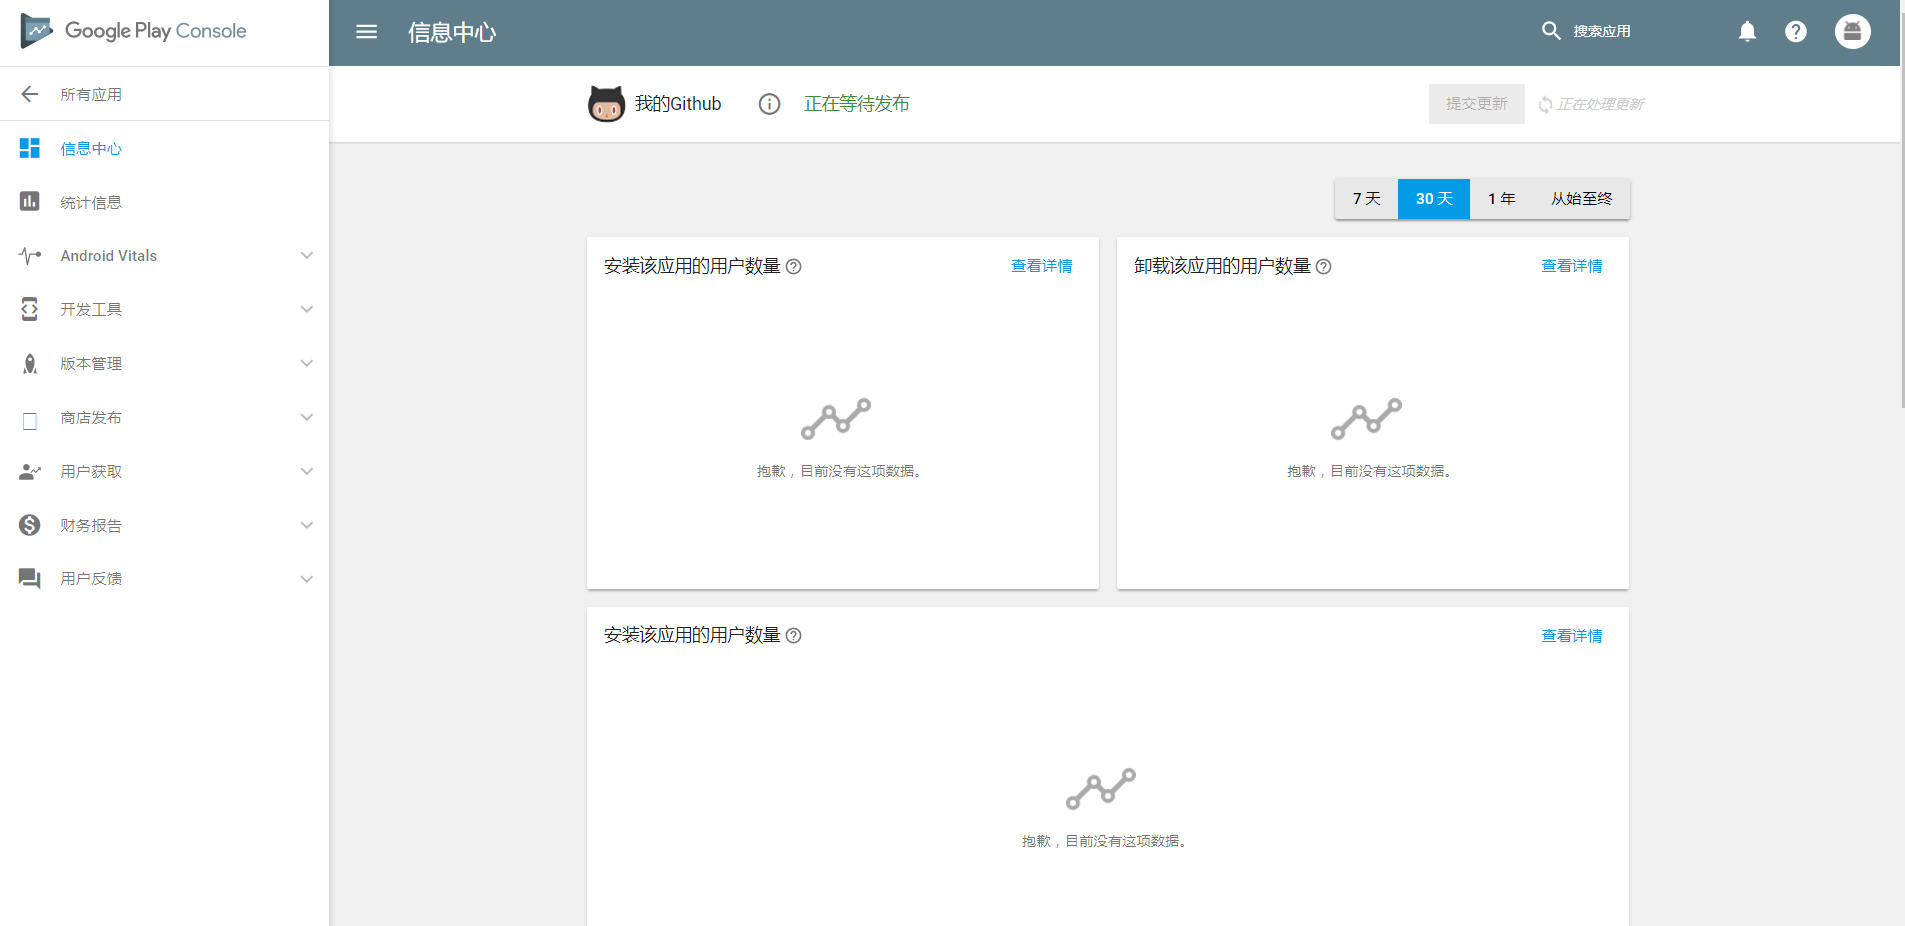 Google Play Console
信息中心
搜索应用
所有应用
信息中心
统计信息
Android Vitals
开发工具
版本管理
商店发布
用户获取
财务报告
用户反馈
我的Github
正在等待发布
提交更新
正在处理更新
7 天
30 天
1 年
从始至终
安装该应用的用户数量
查看详情
抱歉，目前没有这项数据。
卸载该应用的用户数量
查看详情
抱歉，目前没有这项数据。
安装该应用的用户数量
查看详情
抱歉，目前没有这项数据。